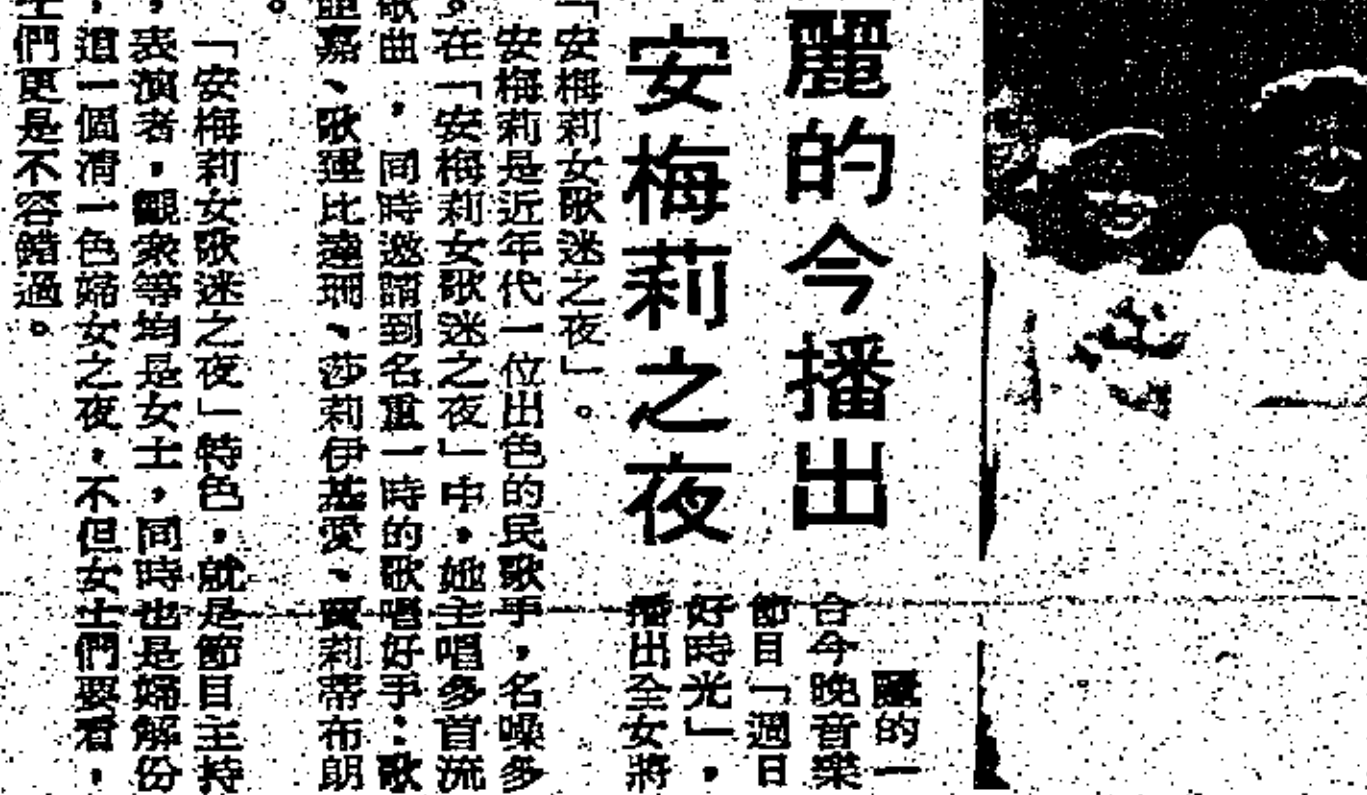 麗的今播出
安梅莉之夜
麗的一
台今晚音樂
節目「週日
好時光」，
播出全女將
「安梅莉女歌迷之夜」。
安梅莉是近年代一位出色的民歌手，名噪多
。在「安梅莉女歌迷之夜」中，她主唱多首流
歌曲，同時邀請到名重一時的歌唱好手：歌
嘉、歌運比達珊、莎莉伊基愛、賈莉蒂布朗
。
「安梅莉女歌迷之夜」特色，就是節目主持
，表演者，觀衆等均是女士，同時也是婦解份
，這一個清一色婦女之夜，不但女士們要看，
士們更是不容錯過。